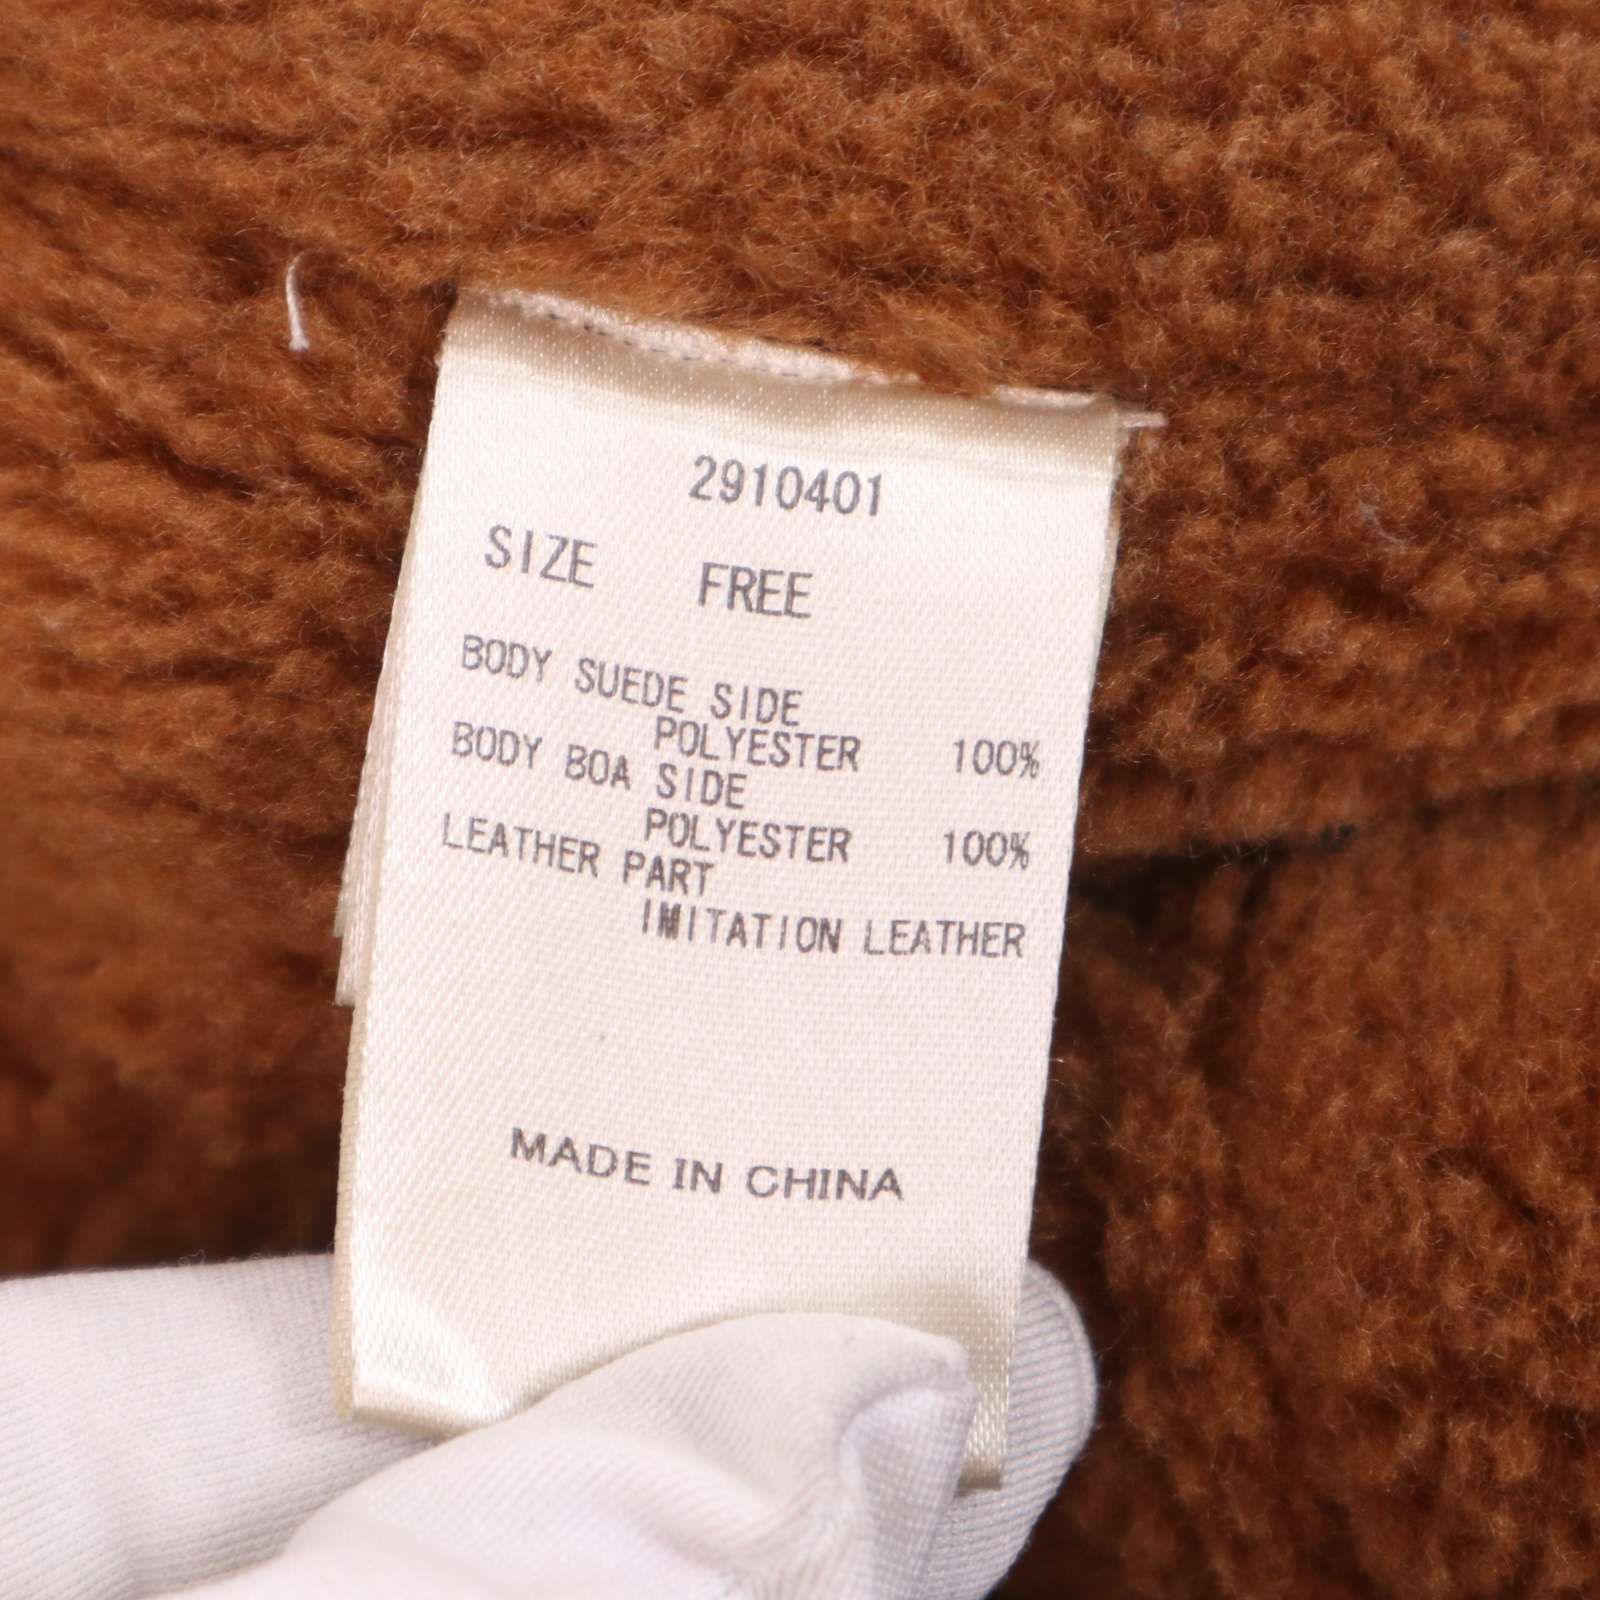 2910401
SIZE FREE
BODY SUEDE SIDE
POLYESTER 100%
BODY BOA SIDE
POLYESTER 100%
LEATHER PART
IMITATION LEATHER
MADE IN CHINA